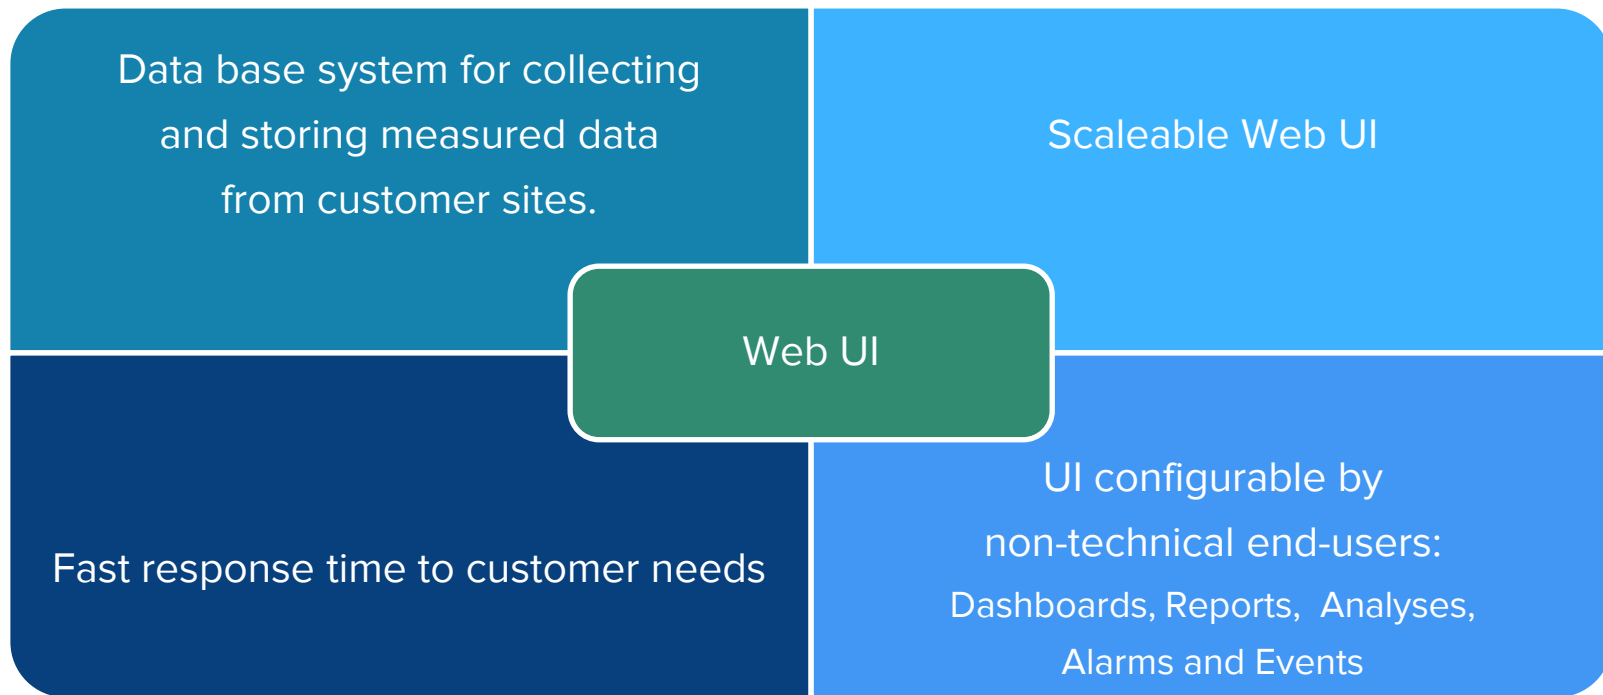 Data base system for collecting
and storing measured data
from customer sites.
Scaleable Web UI
Web UI
Fast response time to customer needs
UI configurable by
non-technical end-users:
Dashboards, Reports,  Analyses,
Alarms and Events